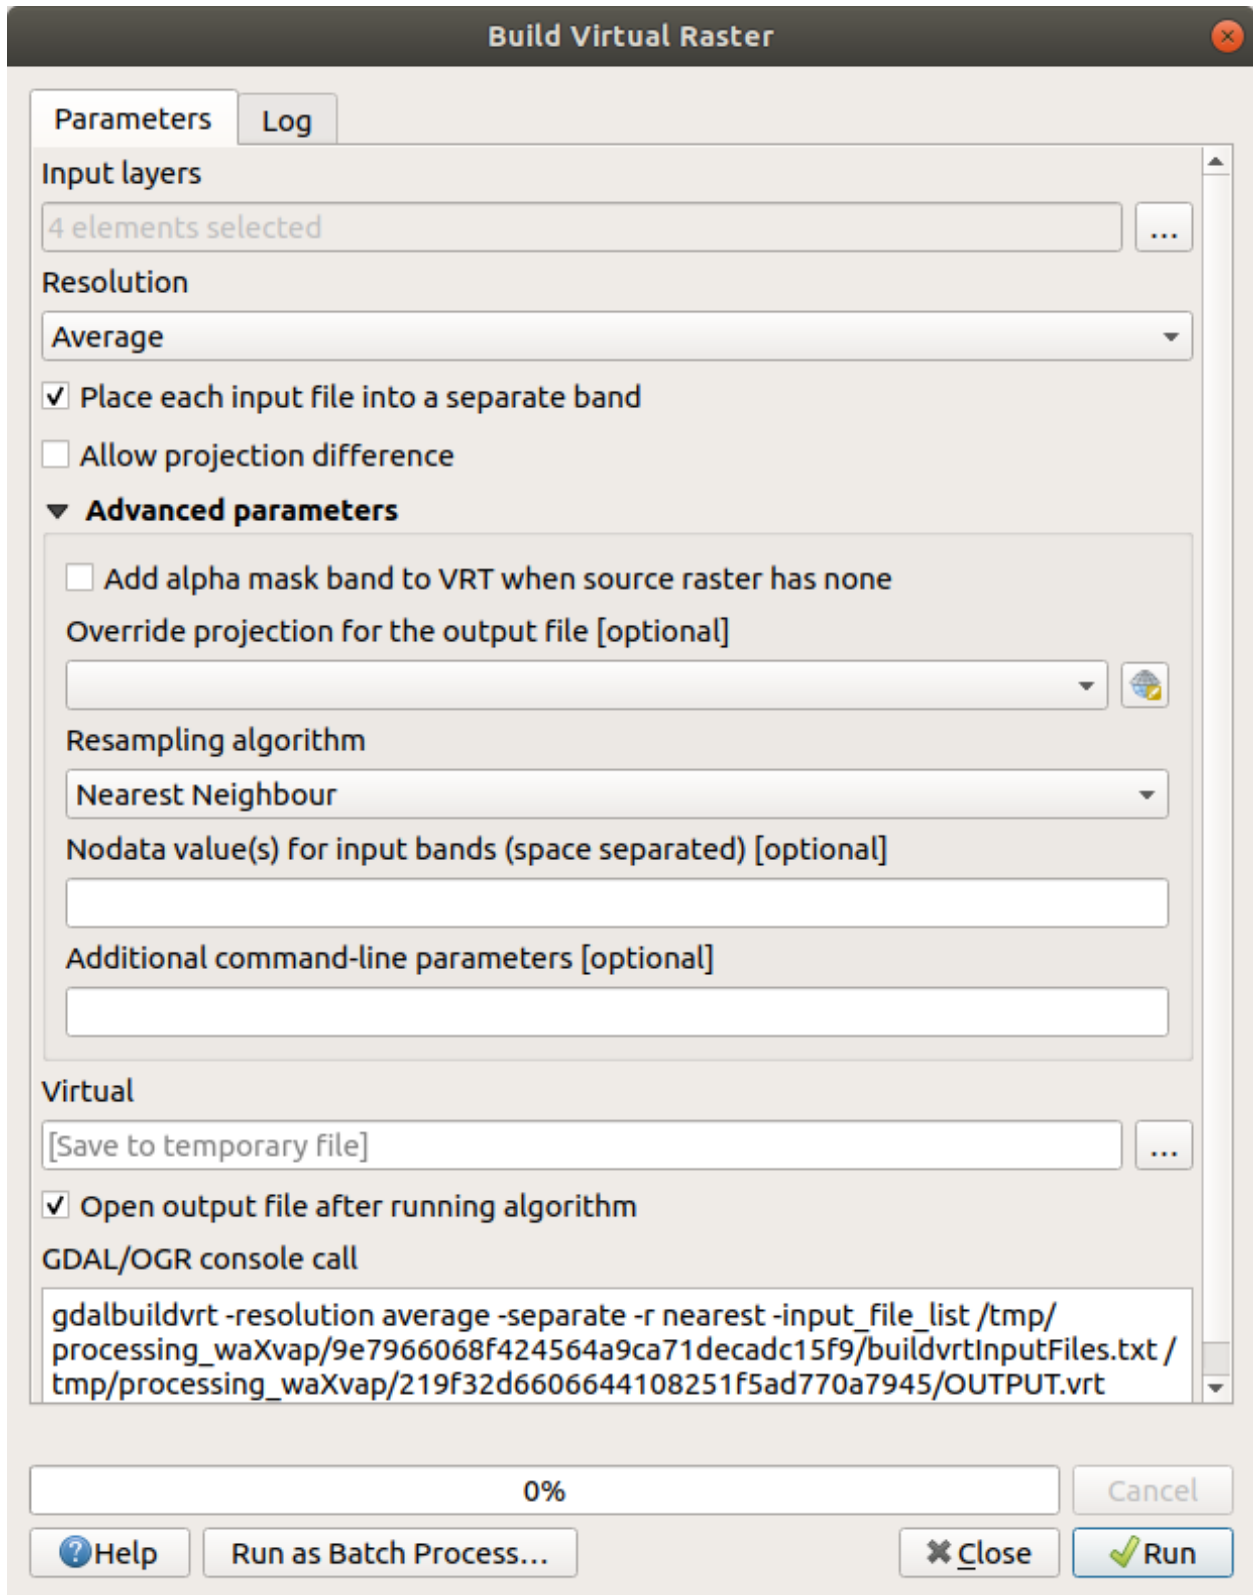 Build Virtual Raster
Parameters
Log
Input layers
4 elements selected
...
Resolution
Average
Place each input file into a separate band
Allow projection difference
Advanced parameters
Add alpha mask band to VRT when source raster has none
Override projection for the output file [optional]
Resampling algorithm
Nearest Neighbour
Nodata value(s) for input bands (space separated) [optional]
Additional command-line parameters [optional]
Virtual
[Save to temporary file]
...
Open output file after running algorithm
GDAL/OGR console call
gdalbuildvrt -resolution average -separate -r nearest -input_file_list /tmp/
processing_waXvap/9e7966068f424564a9ca71decadc15f9/buildvrtInputFiles.txt /
tmp/processing_waXvap/219f32d6606644108251f5ad770a7945/OUTPUT.vrt
0%
Cancel
Help
Run as Batch Process...
Close
Run